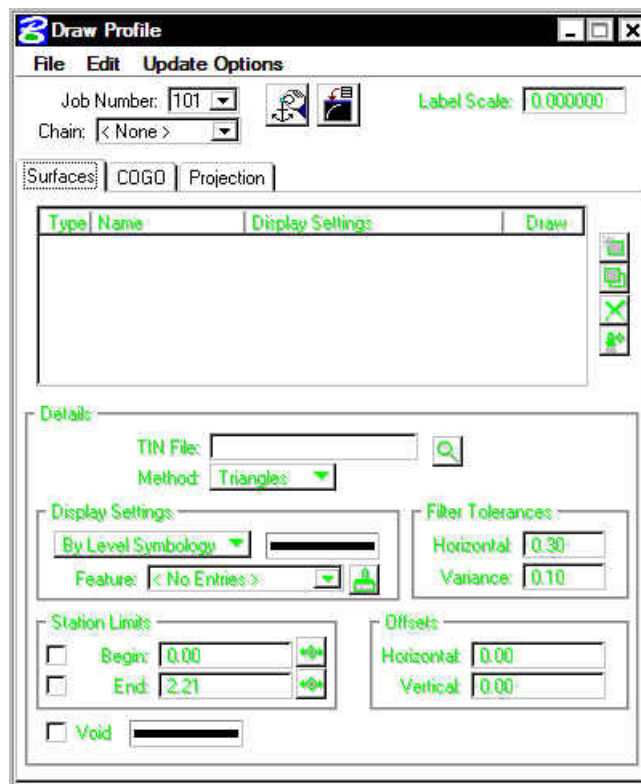 Draw Profile
File Edit Update Options
Job Number: 101
Label Scale: 0.000000
Chain: < None >
Surfaces COGO Projection
Type Name Display Settings Draw
Details
TIN File:
Method: Triangles
Display Settings Filter Tolerances
By Level Symbology Horizontal: 0.30
Feature: < No Entries > Variance: 0.10
Station Limits Offsets
Begin: 0.00 Horizontal: 0.00
End: 2.21 Vertical: 0.00
Void